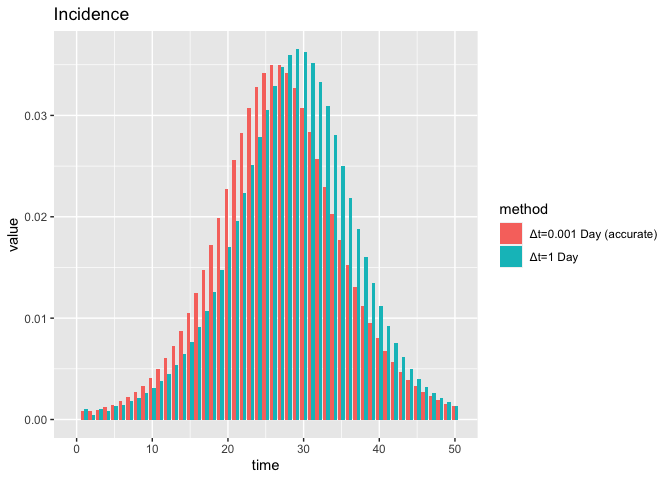 Incidence
0.03
0.02
0.01
0.00
value
0
10
20
30
40
50
time
method
Δt=0.001 Day (accurate)
Δt=1 Day